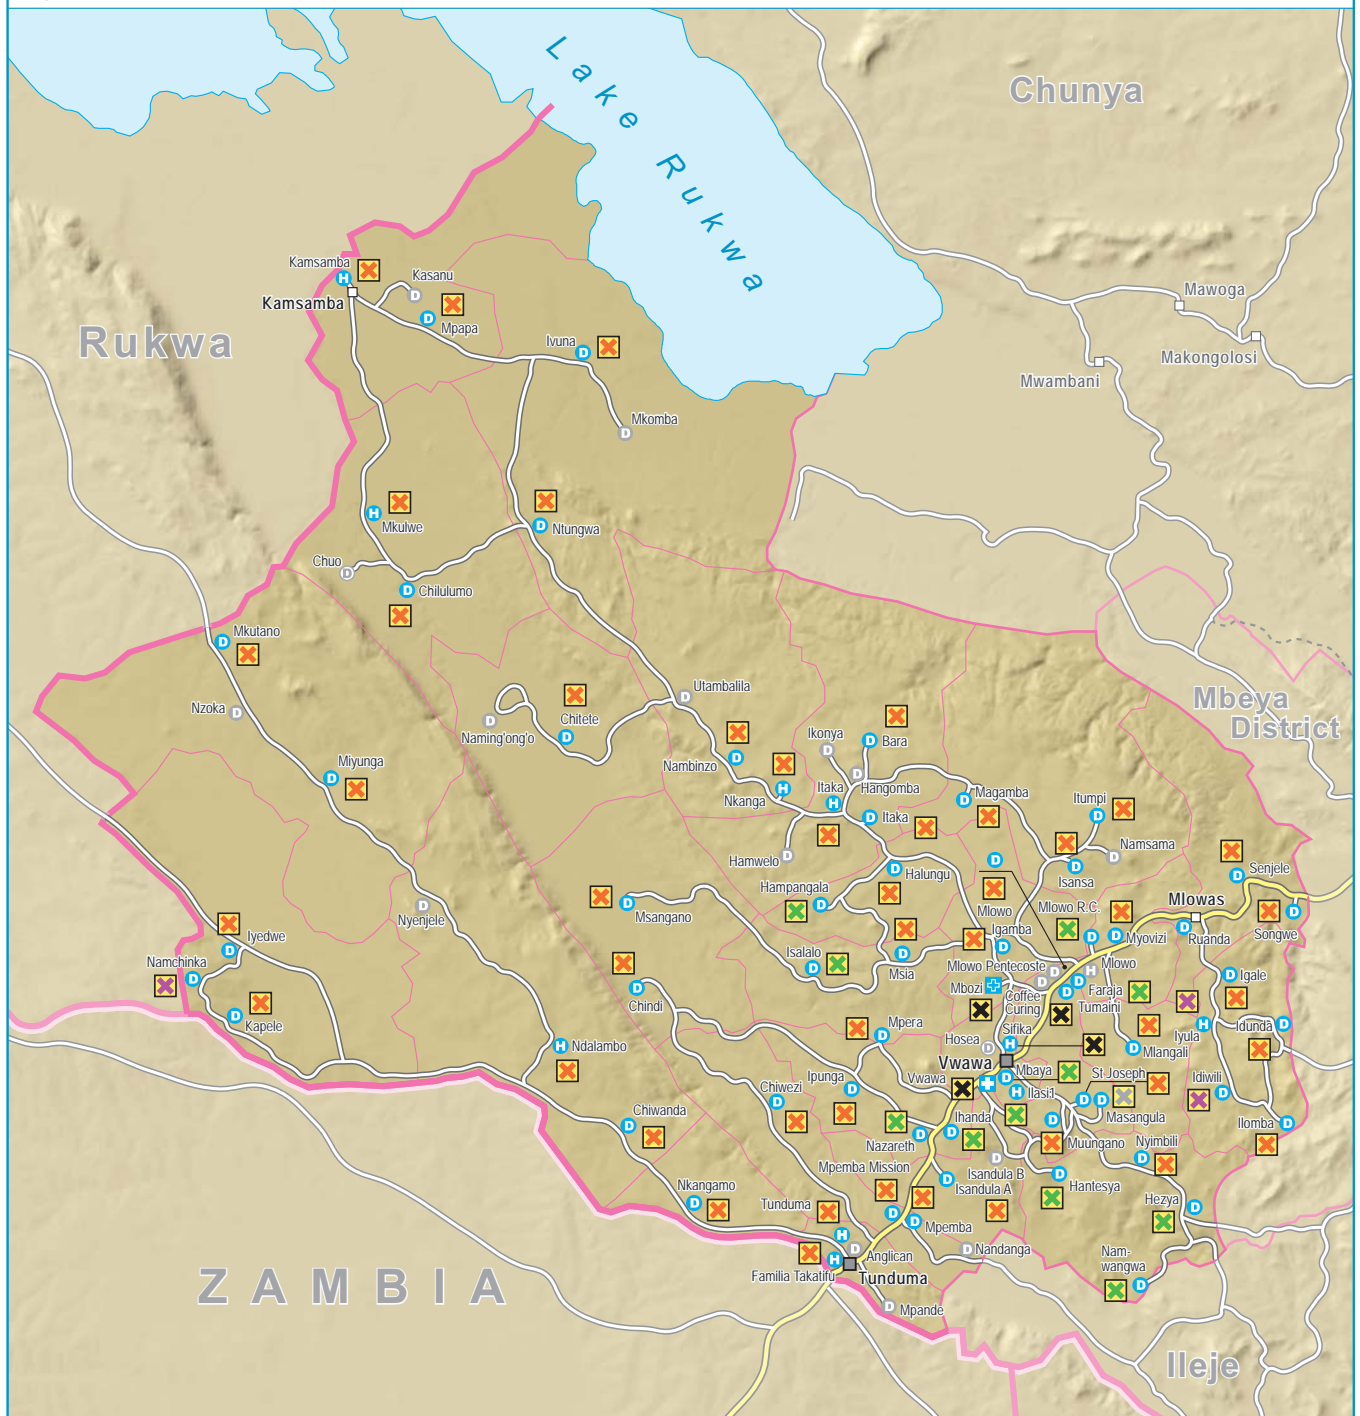 Lake Rukwa
Chunya
Kamsamba
H
Kasanu
D
Kamsamba
Mpapa
D
Rukwa
Mawoga
Makongolosi
Mwambani
Ivuna
D
Mkomba
D
H
Mkulwe
D
Ntungwa
Chuo
D
D
Chilulumo
Mkutano
D
Nzoka
D
Utambalila
D
Mbeya
District
Naming'ong'o
D
Chitete
D
Ikonya
D
D
Bara
Nambinzo
D
Miyunga
D
Nkanga
H
Itaka
H
Hangomba
D
D
Itaka
Magamba
D
Itumpi
D
Namsama
D
Isansa
D
D
Hamwelo
D
Halungu
D
Senjele
D
Hampangala
D
Mlowo
Mlowo R.C.
D
Mlowas
Msangano
D
Nyenjele
D
Igamba
D
D
Myovizi
D
Ruanda
D
Songwe
Iyedwe
D
Isalalo
D
D
Msia
Namchinka
D
Mlowo Pentecoste
D
D
H
Mlowo
D
Igale
Chindi
D
Mbozi
Coffee
Curing
D
D
Faraja
Tumaini
Kapele
D
Mpera
D
Hosea
D
Sifika
H
D
Mlangali
H
Iyula
Idunda
D
H
Ndalambo
Vwawa
Vwawa
D
Mbaya
St Joseph
Ipunga
D
H
Ilasi1
D
D
Masangula
Idiwili
D
Chiwezi
D
Chiwanda
D
Ihanda
D
Nazareth
D
D
Muungano
Nyimbili
D
Ilomba
D
Mpemba Mission
D
D
Isandula B
D
Isandula A
D
Hantesya
Hezya
D
Nkangamo
D
Tunduma
H
D
Mpemba
D
Anglican
D
Nandanga
Familia Takatifu
H
Tunduma
Nam-
wangwa
D
D
Mpande
ZAMBIA
Ileje